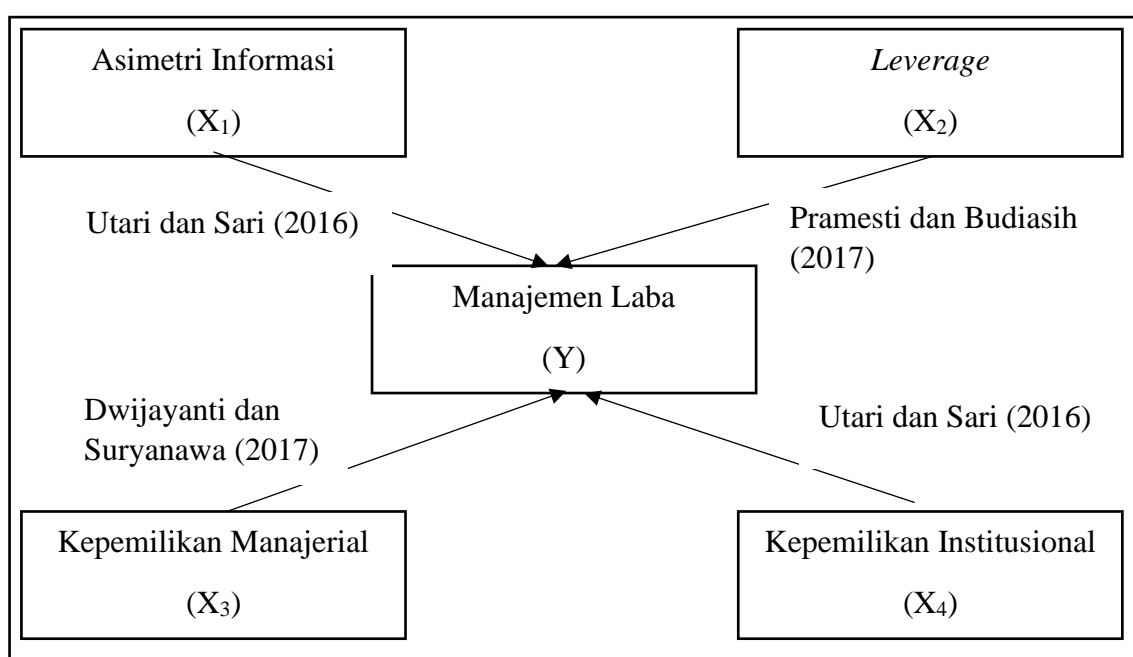 Asimetri Informasi
(X₁)
Leverage
(X₂)
Utari dan Sari (2016)
Pramesti dan Budiasih
(2017)
Manajemen Laba
(Y)
Dwijayanti dan
Suryanawa (2017)
Utari dan Sari (2016)
Kepemilikan Manajerial
(X₃)
Kepemilikan Institusional
(X₄)